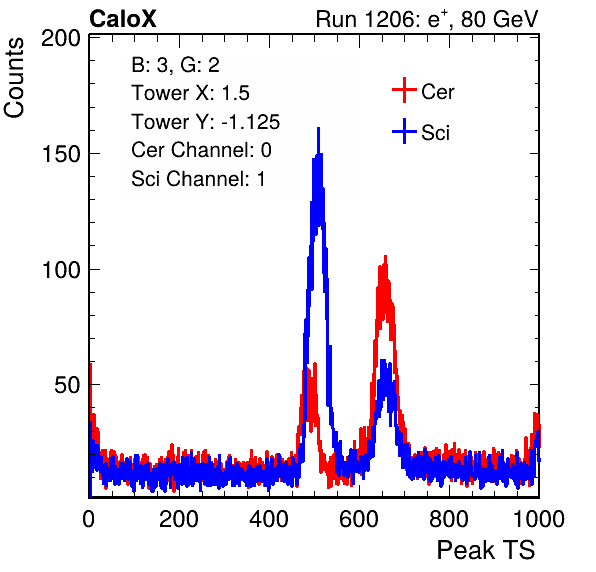 CaloX Run 1206: e+, 80 GeV
Counts
200
150
100
50
B: 3, G: 2
Tower X: 1.5
Tower Y: -1.125
Cer Channel: 0
Sci Channel: 1
Cer
Sci
0 200 400 600 800 1000
Peak TS